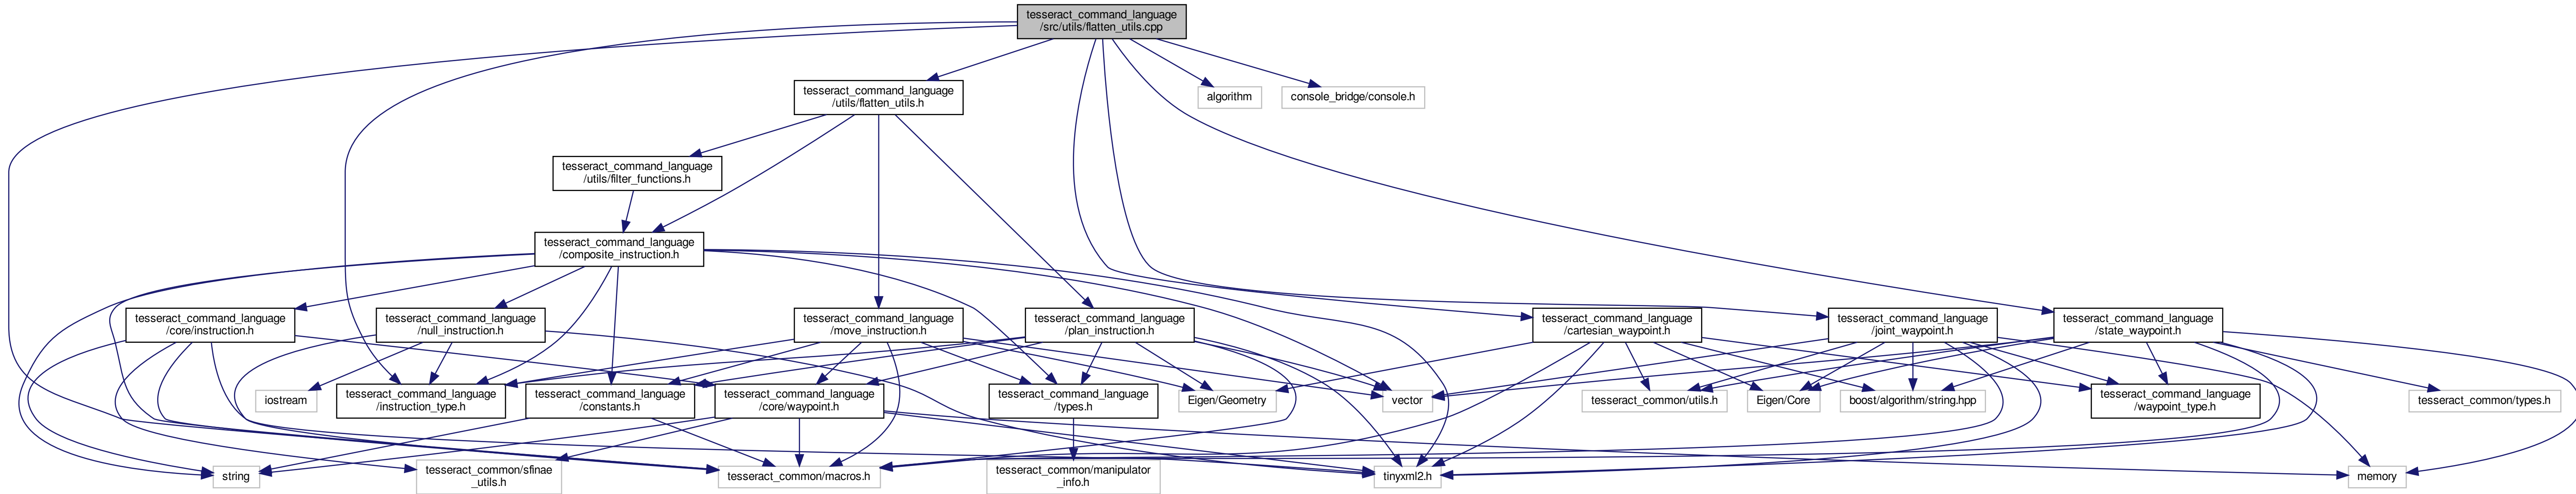 tesseract_command_language
/src/utils/flatten_utils.cpp
tesseract_command_language
/utils/flatten_utils.h
algorithm
console_bridge/console.h
tesseract_command_language
/utils/filter_functions.h
tesseract_command_language
/composite_instruction.h
tesseract_command_language
/core/instruction.h
tesseract_command_language
/null_instruction.h
tesseract_command_language
/move_instruction.h
tesseract_command_language
/plan_instruction.h
tesseract_command_language
/cartesian_waypoint.h
tesseract_command_language
/joint_waypoint.h
tesseract_command_language
/state_waypoint.h
iostream
tesseract_command_language
/instruction_type.h
tesseract_command_language
/constants.h
tesseract_command_language
/core/waypoint.h
tesseract_command_language
/types.h
Eigen/Geometry
vector
tesseract_common/utils.h
Eigen/Core
boost/algorithm/string.hpp
tesseract_command_language
/waypoint_type.h
tesseract_common/types.h
string
tesseract_common/sfinae
_utils.h
tesseract_common/macros.h
tesseract_common/manipulator
_info.h
tinyxml2.h
memory